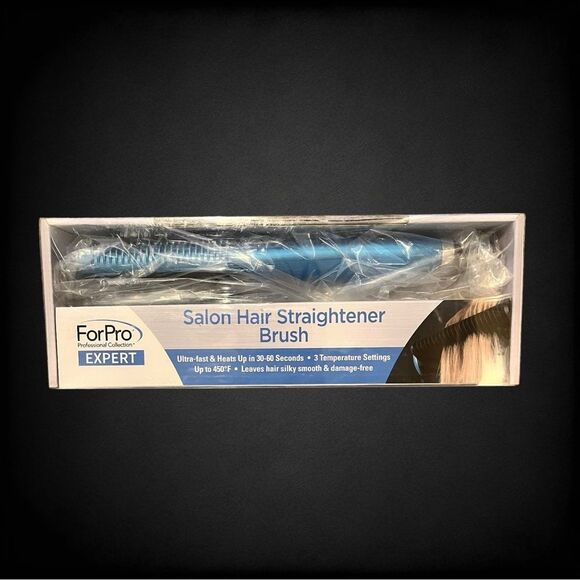 Salon Hair Straightener
Brush
ForPro
Professional Collection®
EXPERT
Ultra-fast & Heats Up in 30-60 Seconds • 3 Temperature Settings
Up to 450°F • Leaves hair silky smooth & damage-free